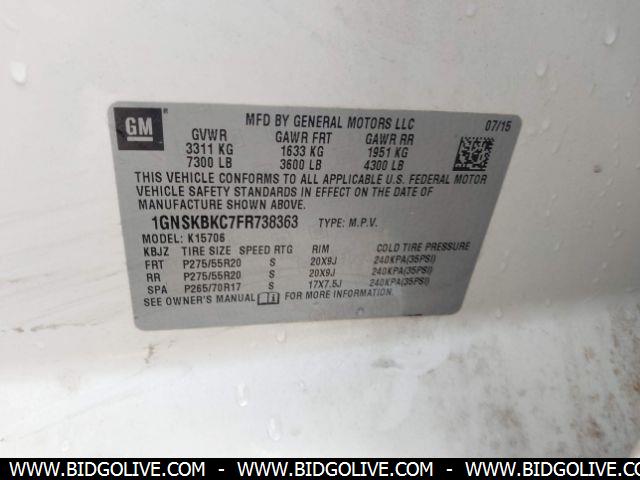 GM
MFD BY GENERAL MOTORS LLC 07/15
GVWR GAWR FRT GAWR RR
3311 KG 1633 KG 1951 KG
7300 LB 3600 LB 4300 LB
THIS VEHICLE CONFORMS TO ALL APPLICABLE U.S. FEDERAL MOTOR
VEHICLE SAFETY STANDARDS IN EFFECT ON THE DATE OF
MANUFACTURE SHOWN ABOVE.
1GNSKBKC7FR738363 TYPE: M.P.V.
MODEL: K15706
KBJZ TIRE SIZE SPEED RTG RIM COLD TIRE PRESSURE
FRT P275/55R20 S 20X9J 240KPA(35PSI)
RR P275/55R20 S 20X9J 240KPA(35PSI)
SPA P265/70R17 S 17X7.5J 240KPA(35PSI)
SEE OWNER'S MANUAL FOR MORE INFORMATION.
WWW.BIDGOLIVE.COM - WWW.BIDGOLIVE.COM - WWW.BIDGOLIVE.COM